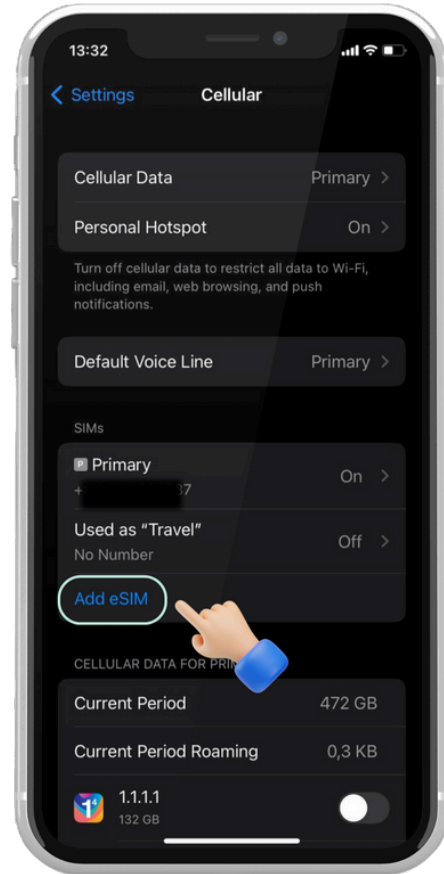 13:32
Settings
Cellular
Cellular Data Primary
Personal Hotspot On
Turn off cellular data to restrict all data to Wi-Fi,
including email, web browsing, and push
notifications.
Default Voice Line Primary
SIMs
P Primary
On
+ 37
Used as “Travel”
Off
No Number
Add eSIM
CELLULAR DATA FOR
Current Period 472 GB
Current Period Roaming 0,3 KB
1.1.1.1
132 GB